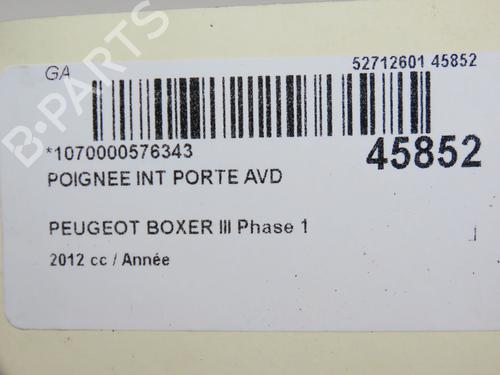 GA
52712601 45852
*1070000576343
45852
POIGNEE INT PORTE AVD
PEUGEOT BOXER III Phase 1
2012 cc / Année
B-PARTS